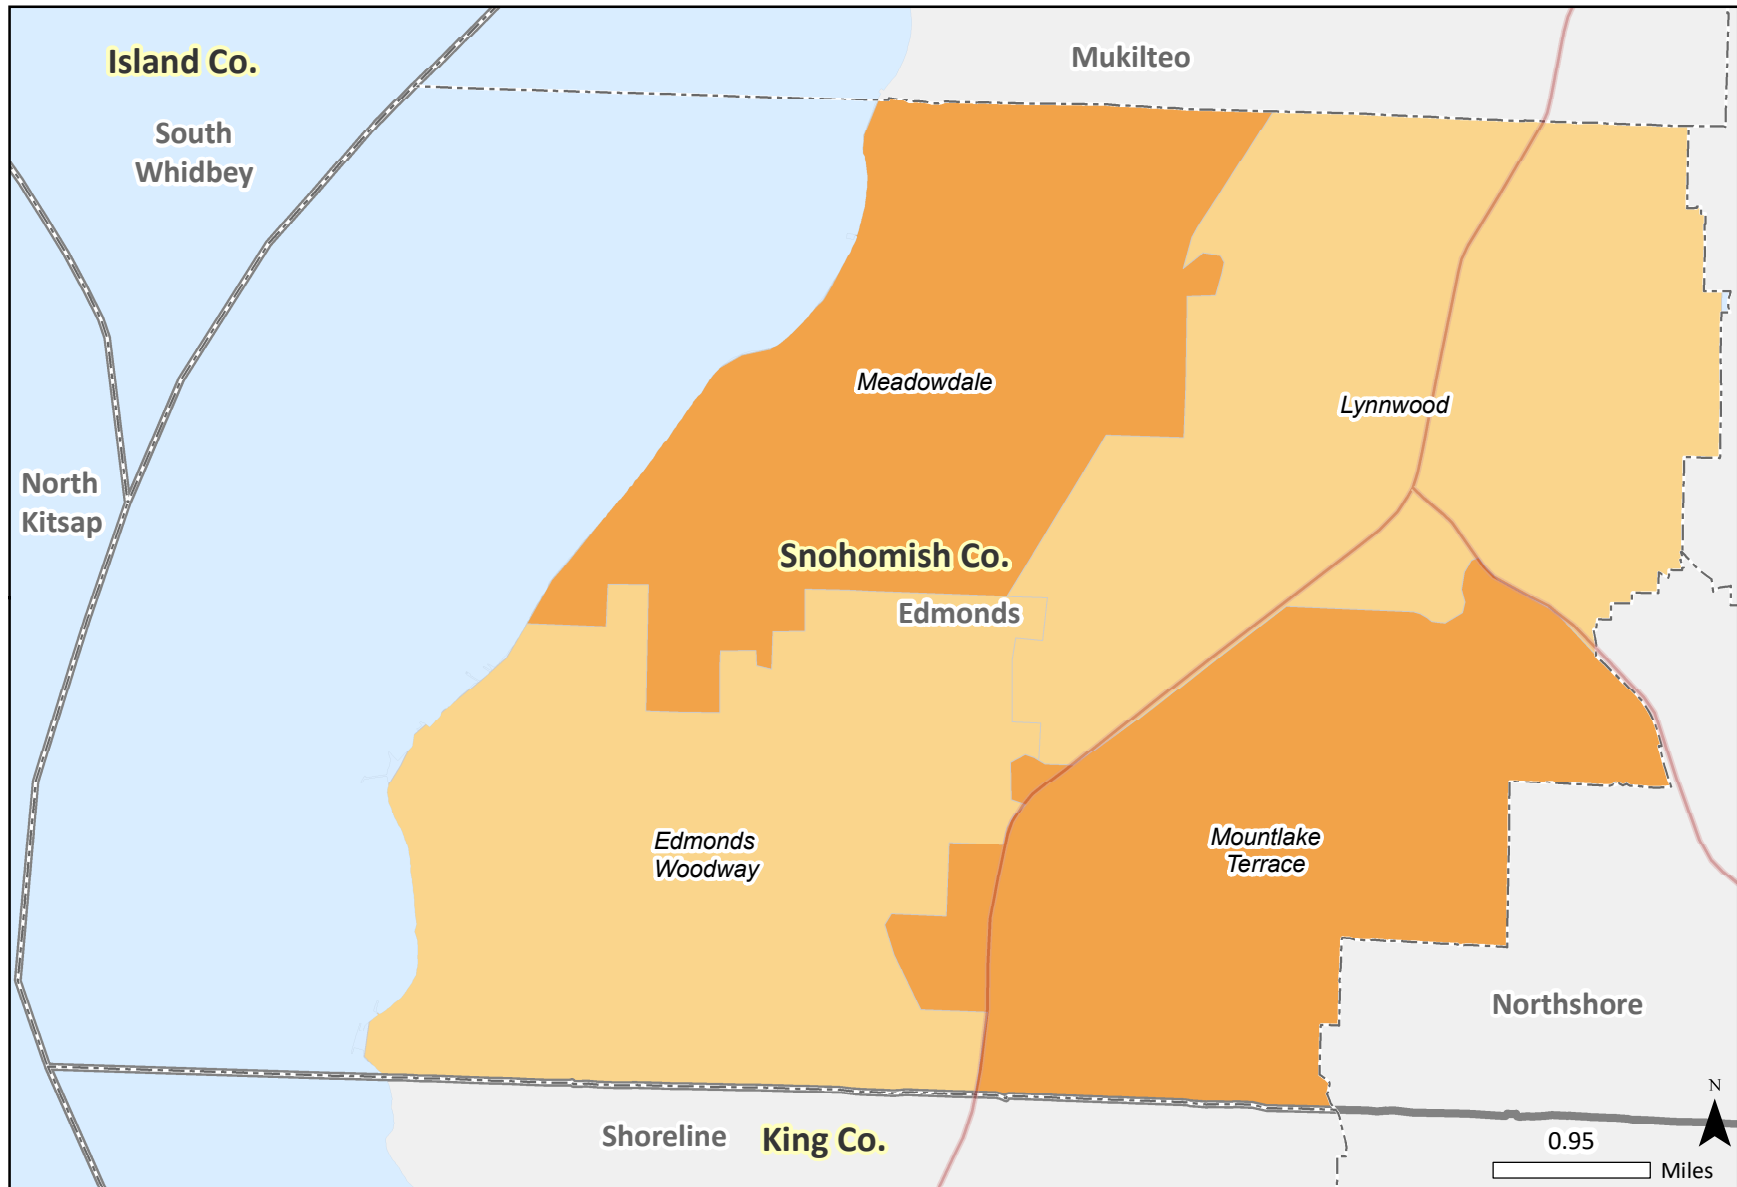 Island Co.
Mukilteo
South
Whidbey
Meadowdale
Lynnwood
North
Kitsap
Snohomish Co.
Edmonds
Edmonds
Woodway
Mountlake
Terrace
Northshore
N
Shoreline
King Co.
0.95
Miles